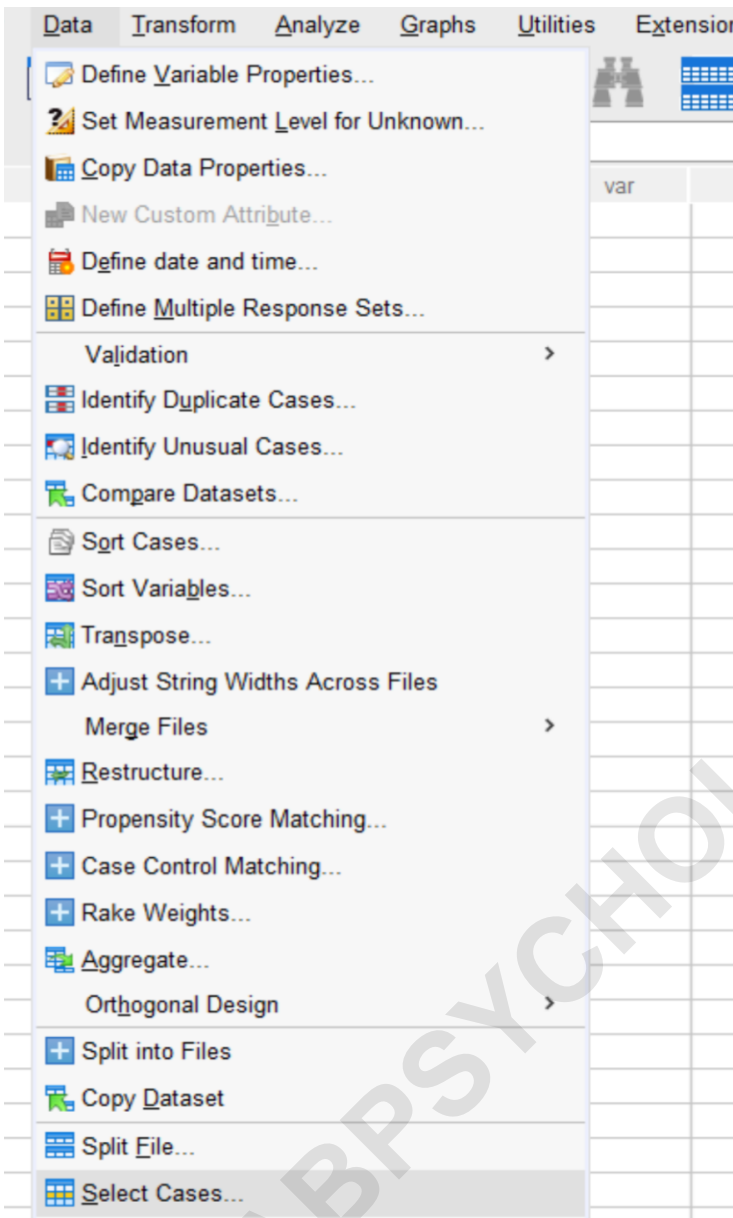 Data Transform Analyze Graphs Utilities Extension
Define Variable Properties...
Set Measurement Level for Unknown...
Copy Data Properties...
var
New Custom Attribute...
Define date and time...
Define Multiple Response Sets...
Validation >
Identify Duplicate Cases...
Identify Unusual Cases...
Compare Datasets...
Sort Cases...
Sort Variables...
Transpose...
Adjust String Widths Across Files
Merge Files >
Restructure...
Propensity Score Matching...
Case Control Matching...
Rake Weights...
Aggregate...
Orthogonal Design >
Split into Files
Copy Dataset
Split File...
Select Cases...
ABPSYCHOL